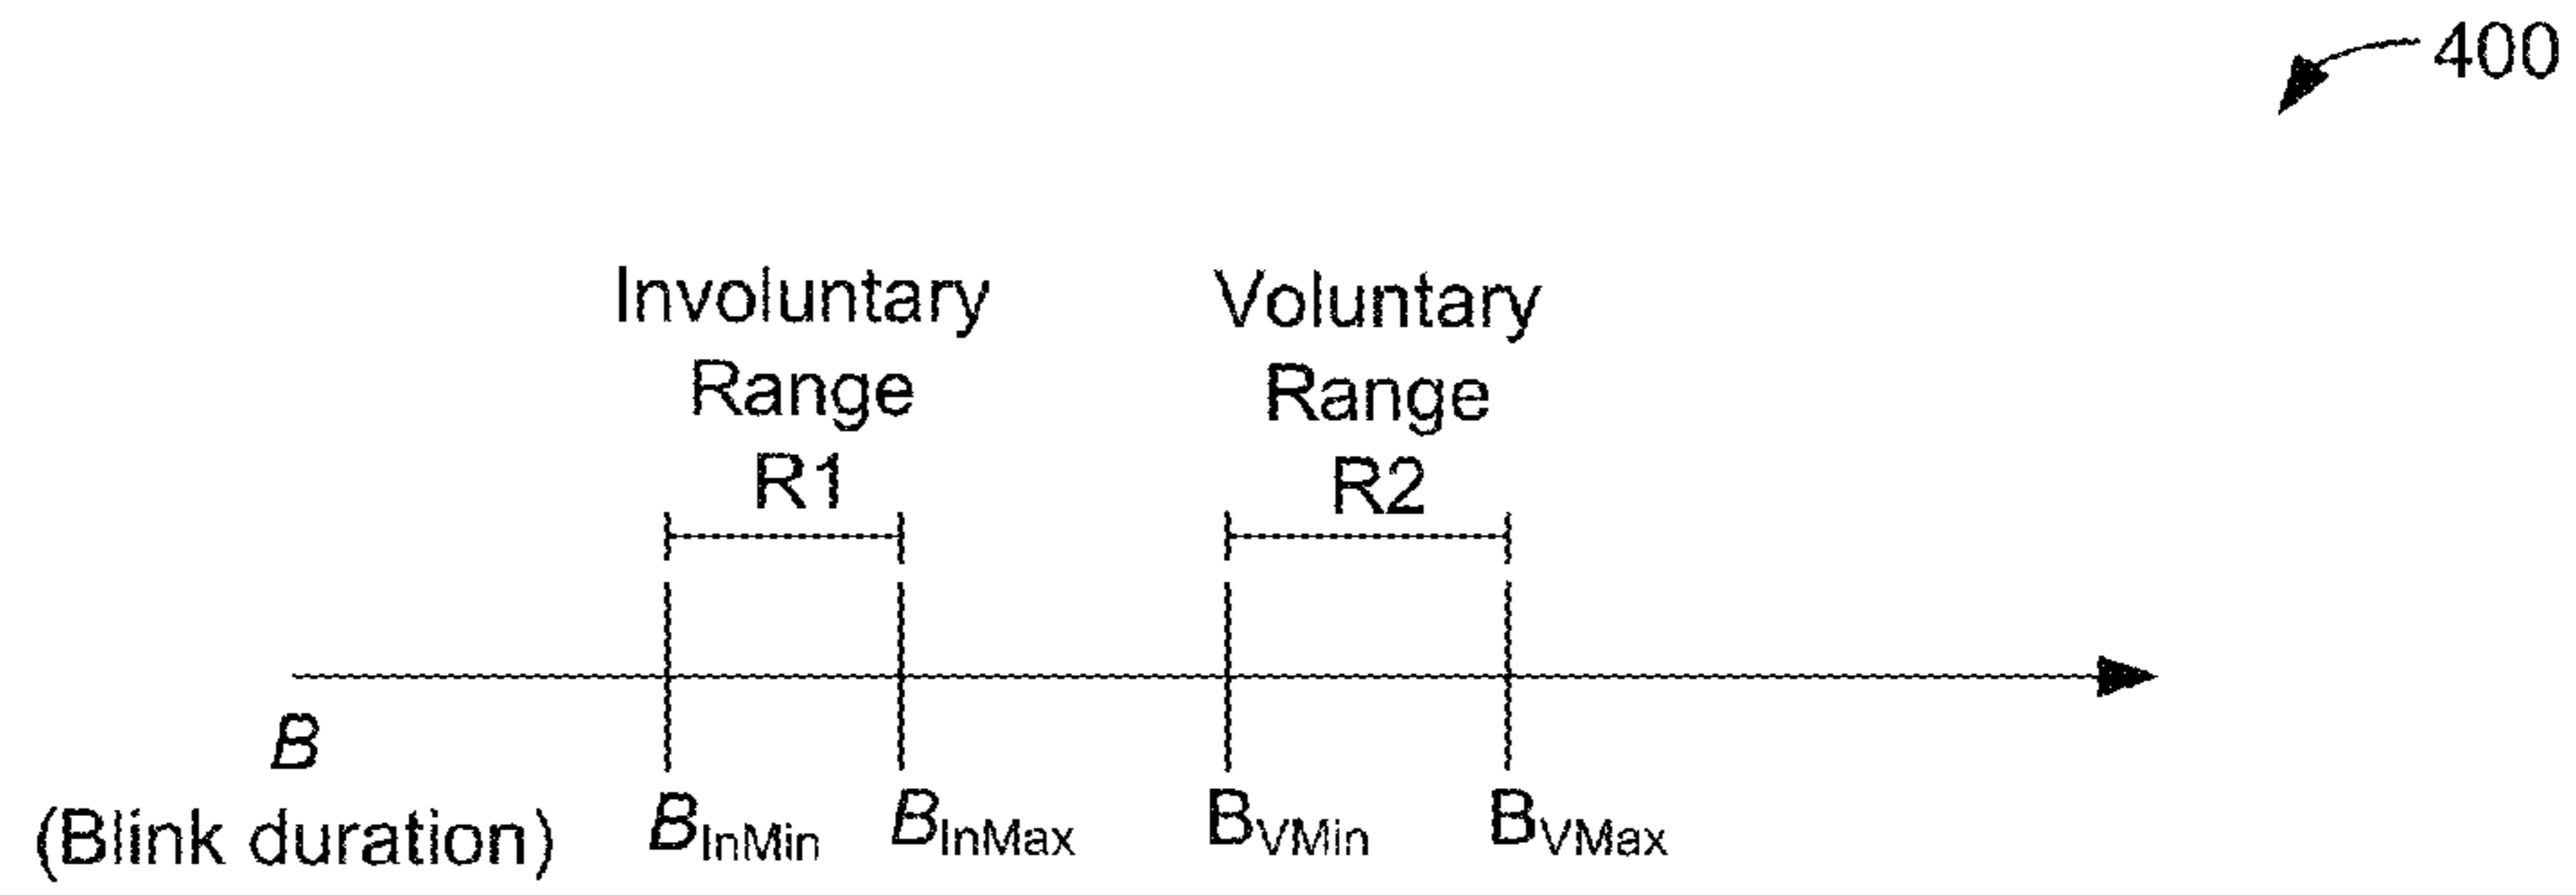 400
Involuntary
Range
R1
Voluntary
Range
R2
B
(Blink duration)
BInMin
BInMax
BVMin
BVMax